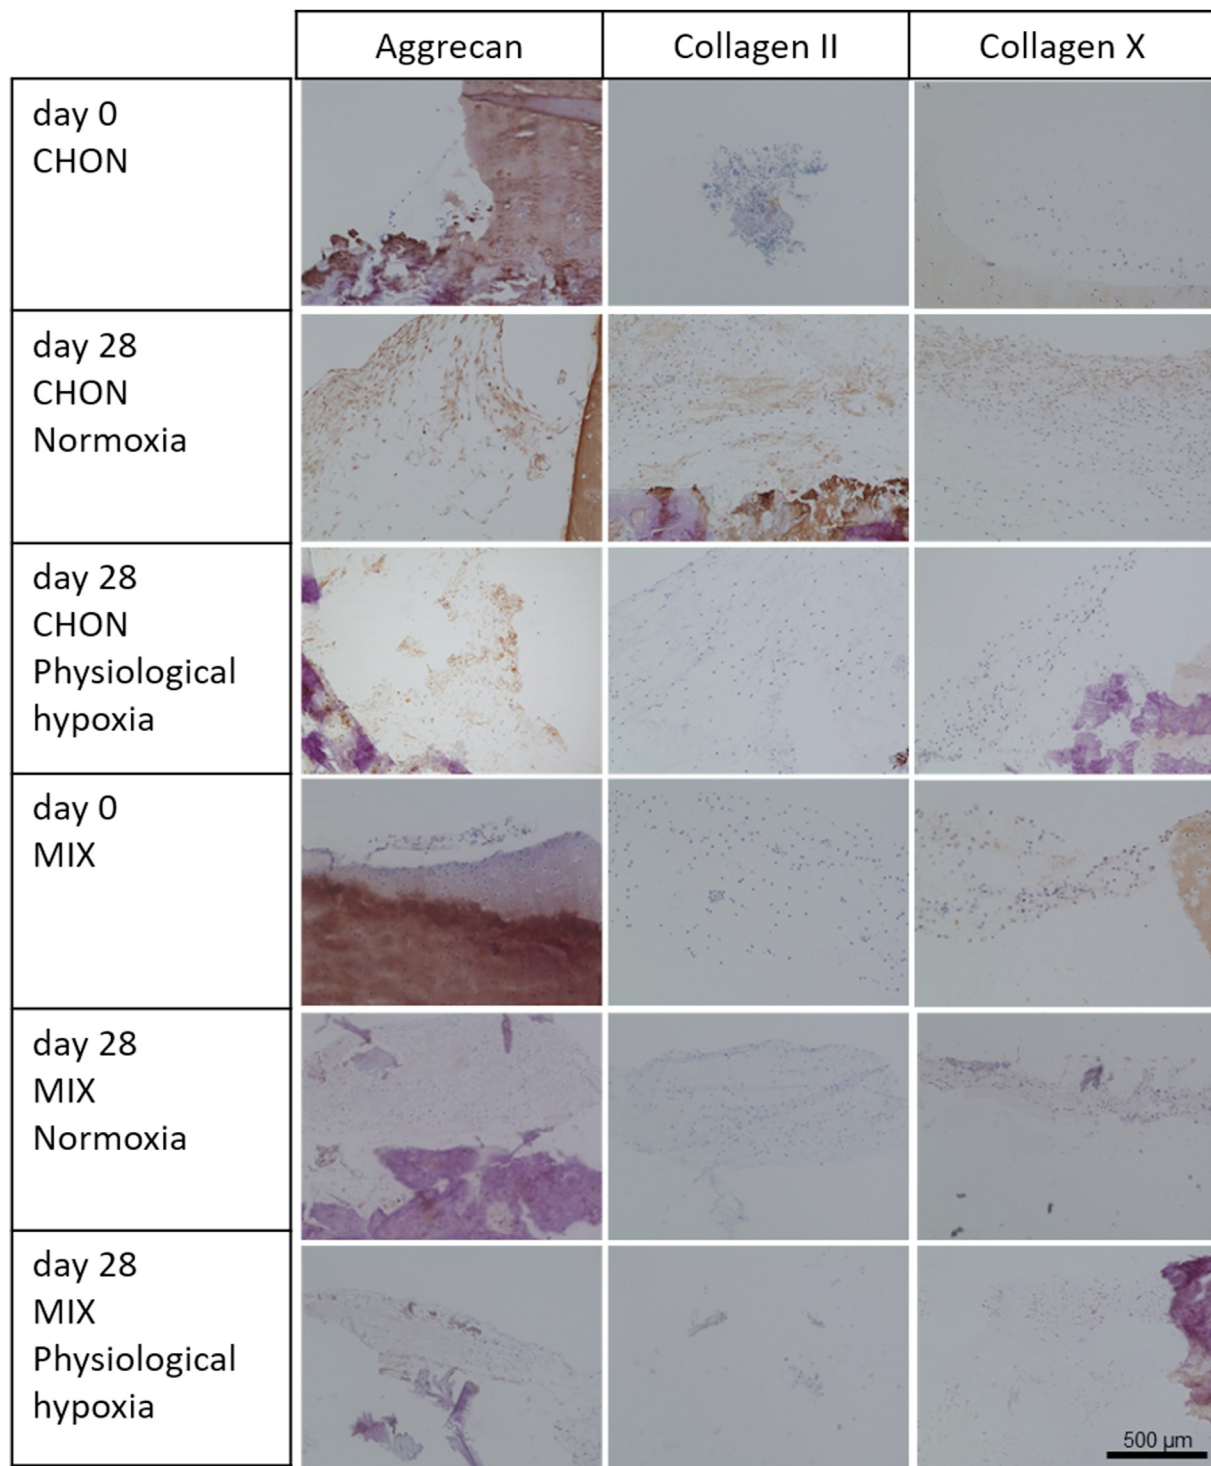 Aggrecan
Collagen II
Collagen X
day 0
CHON
day 28
CHON
Normoxia
day 28
CHON
Physiological
hypoxia
day 0
MIX
day 28
MIX
Normoxia
day 28
MIX
Physiological
hypoxia
500 µm